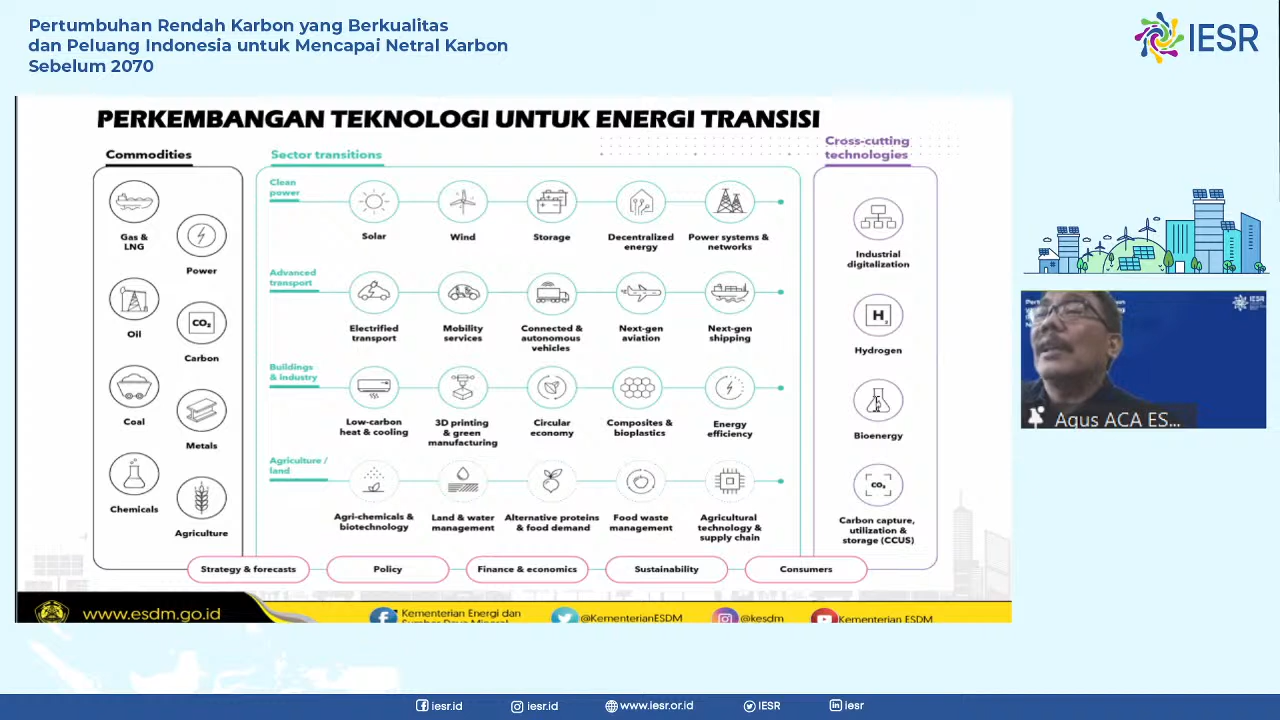 Pertumbuhan Rendah Karbon yang Berkualitas
dan Peluang Indonesia untuk Mencapai Netral Karbon
Sebelum 2070
IESR
PERKEMBANGAN TEKNOLOGI UNTUK ENERGI TRANSISI
Commodities
Gas &
LNG
Power
Oil
CO₂
Carbon
Coal
Metals
Chemicals
Agriculture
Sector transitions
Clean
power
Solar
Wind
Storage
Decentralized
energy
Power systems &
networks
Advanced
transport
Electrified
transport
Mobility
services
Connected &
autonomous
vehicles
Next-gen
aviation
Next-gen
shipping
Buildings
& industry
Low-carbon
heat & cooling
3D printing
& green
manufacturing
Circular
economy
Composites &
bioplastics
Energy
efficiency
Agriculture /
land
Agri-chemicals &
biotechnology
Land & water
management
Alternative proteins
& food demand
Food waste
management
Agricultural
technology &
supply chain
Cross-cutting
technologies
Industrial
digitalization
H₂
Hydrogen
Bioenergy
CO₂
Carbon capture,
utilization &
storage (CCUS)
Strategy & forecasts
Policy
Finance & economics
Sustainability
Consumers
www.esdm.go.id
Kementerian Energi dan
Sumber Daya Mineral
@KementerianESDM
@kesdm
Kementerian ESDM
Agus ACA ES...
iesr.id
iesr.id
www.iesr.or.id
IESR
iesr